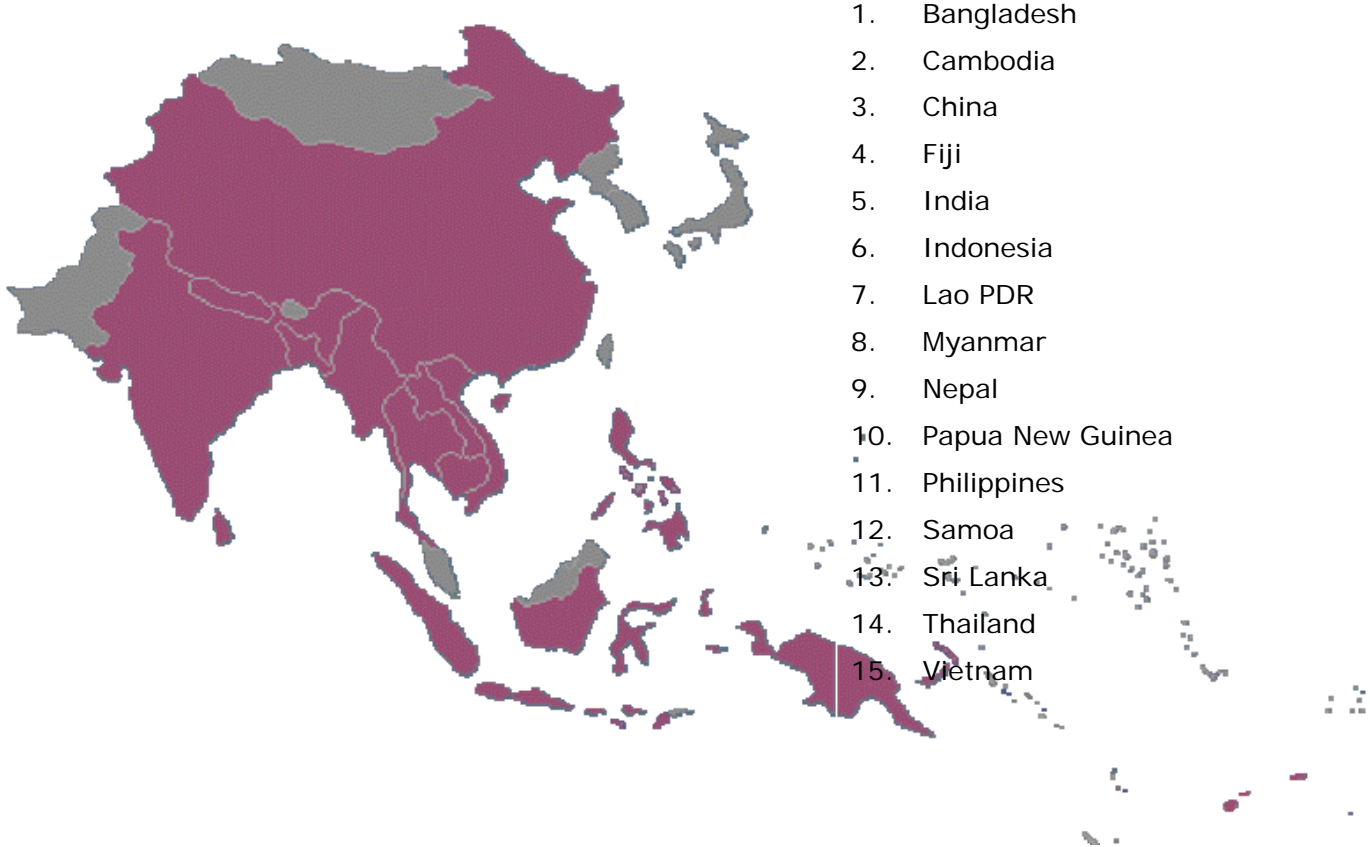 1. Bangladesh
2. Cambodia
3. China
4. Fiji
5. India
6. Indonesia
7. Lao PDR
8. Myanmar
9. Nepal
10. Papua New Guinea
11. Philippines
12. Samoa
13. Sri Lanka
14. Thailand
15. Vietnam